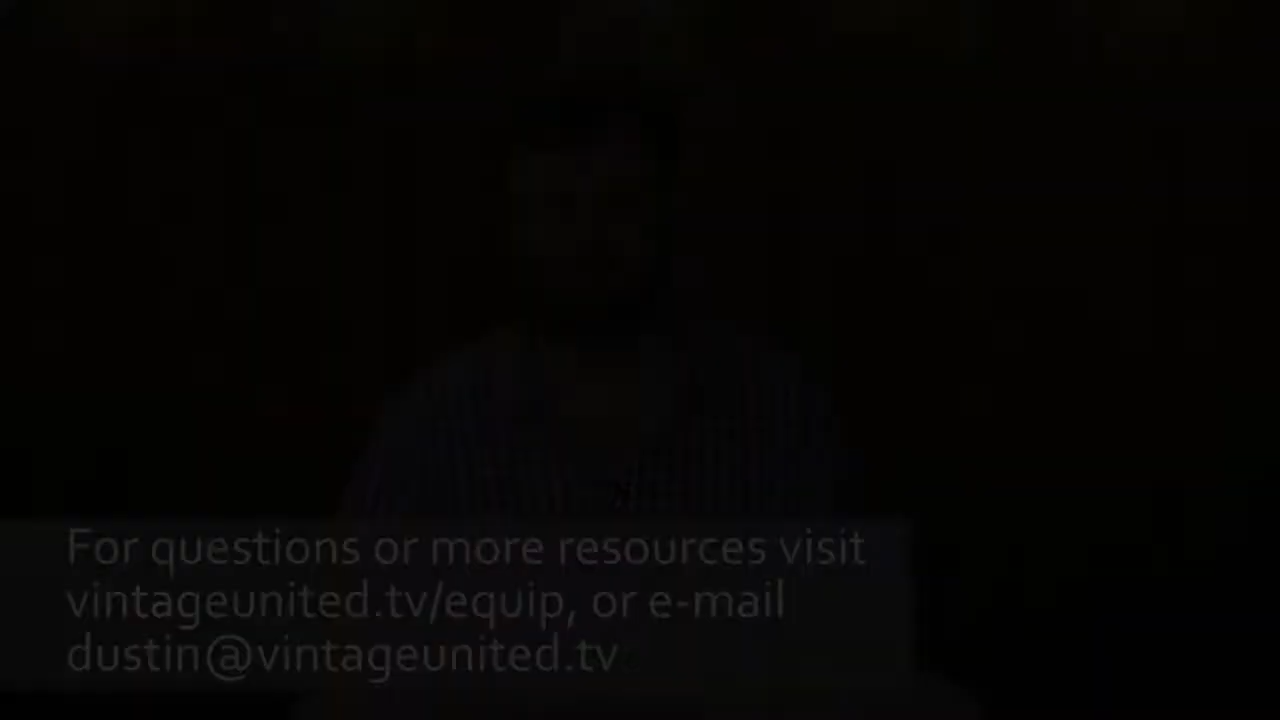 For questions or more resources visit
vintageunited.tv/equip, or e-mail
dustin@vintageunited.tv